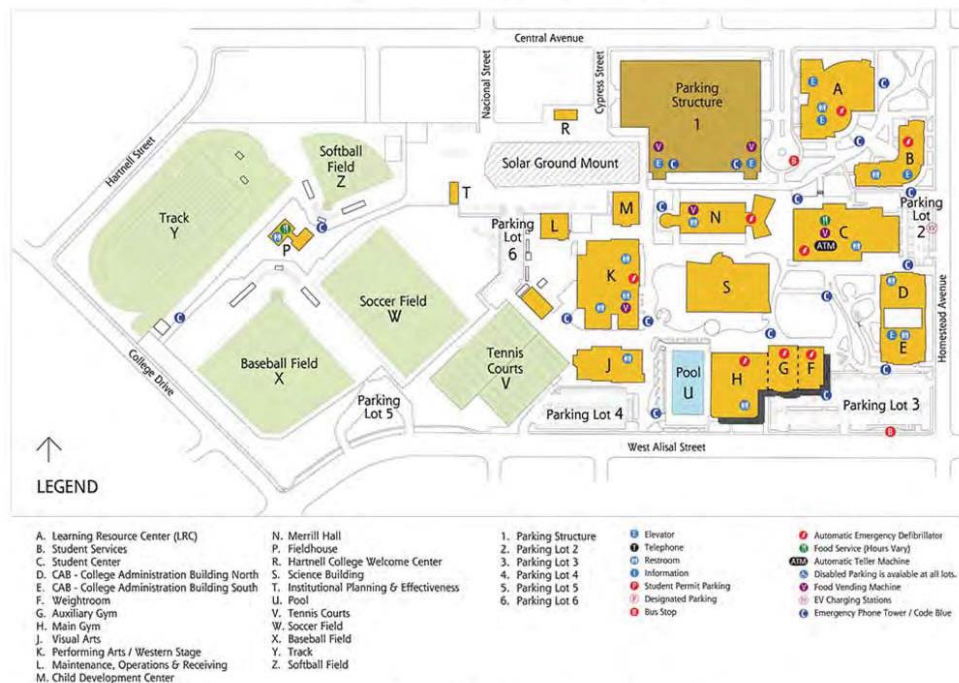 Central Avenue
Nacional Street
Cypress Street
Hartnell Street
College Drive
Homestead Avenue
West Alisal Street
Parking
Structure
1
A
B
R
Solar Ground Mount
Softball
Field
Z
Track
Y
T
P
Parking
Lot
6
L
M
N
V
V
V
E
C
C
E
E
E
B
C
C
C
C
C
V
ATM
Parking
Lot
2
K
V
S
D
E
Soccer Field
W
Baseball Field
X
Tennis
Courts
V
J
Pool
U
H
G
F
Parking
Lot 5
Parking Lot 4
Parking Lot 3
B
LEGEND
A. Learning Resource Center (LRC)
B. Student Services
C. Student Center
D. CAB - College Administration Building North
E. CAB - College Administration Building South
F. Weightroom
G. Auxiliary Gym
H. Main Gym
J. Visual Arts
K. Performing Arts / Western Stage
L. Maintenance, Operations & Receiving
M. Child Development Center
N. Merrill Hall
P. Fieldhouse
R. Hartnell College Welcome Center
S. Science Building
T. Institutional Planning & Effectiveness
U. Pool
V. Tennis Courts
W. Soccer Field
X. Baseball Field
Y. Track
Z. Softball Field
1. Parking Structure
2. Parking Lot 2
3. Parking Lot 3
4. Parking Lot 4
5. Parking Lot 5
6. Parking Lot 6
E Elevator
T Telephone
Restroom
I Information
P Student Permit Parking
P Designated Parking
B Bus Stop
Automatic Emergency Defibrillator
Food Service (Hours Vary)
ATM Automatic Teller Machine
Disabled Parking is avaiable at all lots.
V Food Vending Machine
EV Charging Stations
C Emergency Phone Tower / Code Blue